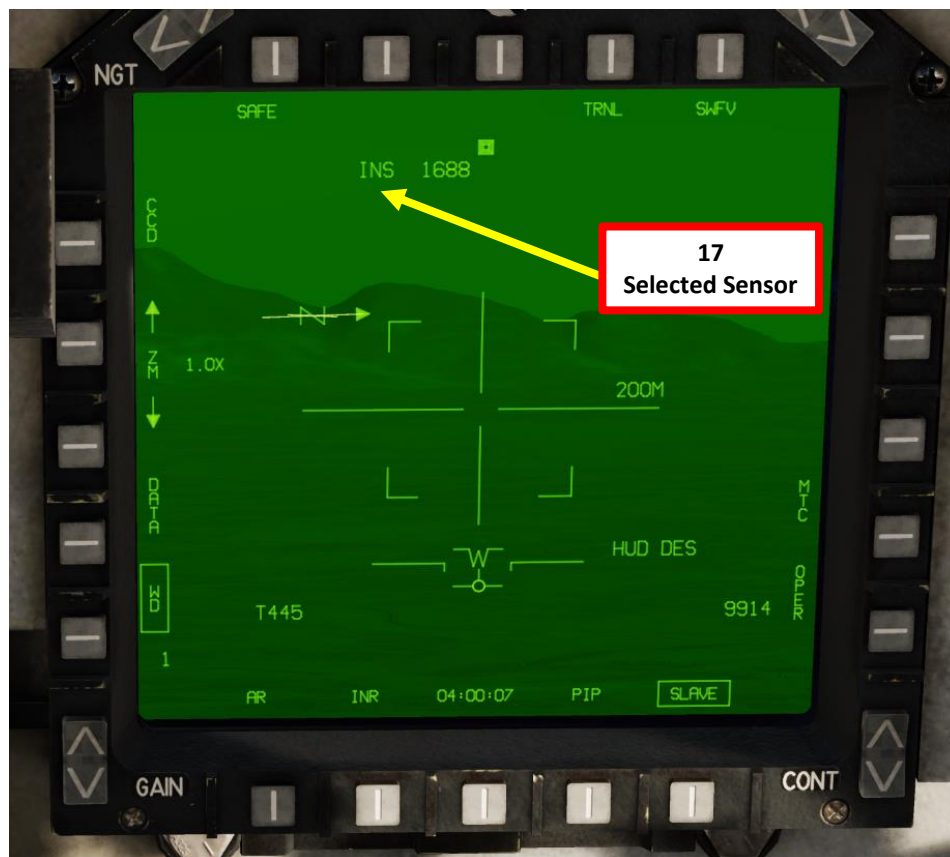 NGT
SAFE TRNL SWFV
INS 1688
CCD
17
Selected Sensor
ZM 1.0X
200M
DATA
MTC
W
HUD DES
WD
OPER
T445
9914
1
AR INR 04:00:07 PIP SLAVE
GAIN
CONT